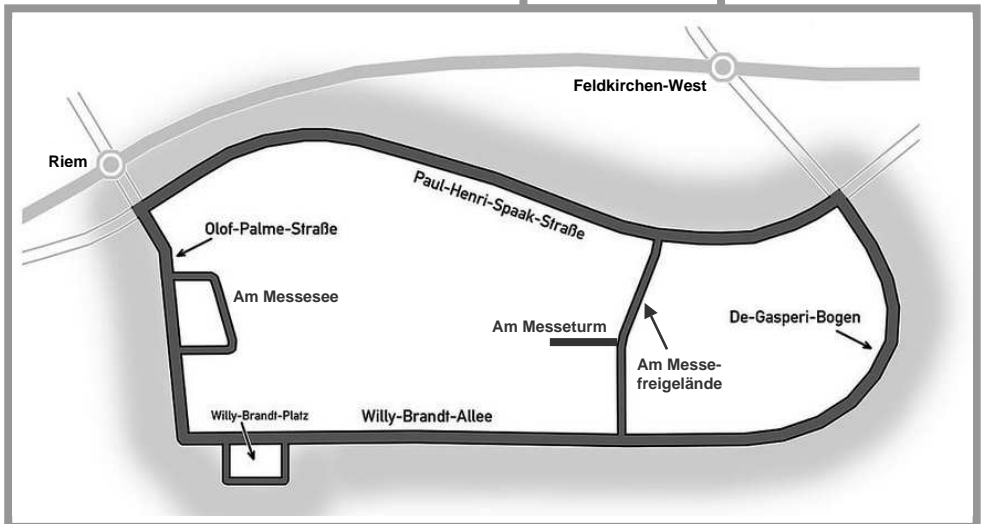 Feldkirchen-West
Riem
Paul-Henri-Spaak-Straße
Olof-Palme-Straße
Am Messesee
Am Messeturm
De-Gasperi-Bogen
Am Messe-
freigelände
Willy-Brandt-Platz
Willy-Brandt-Allee